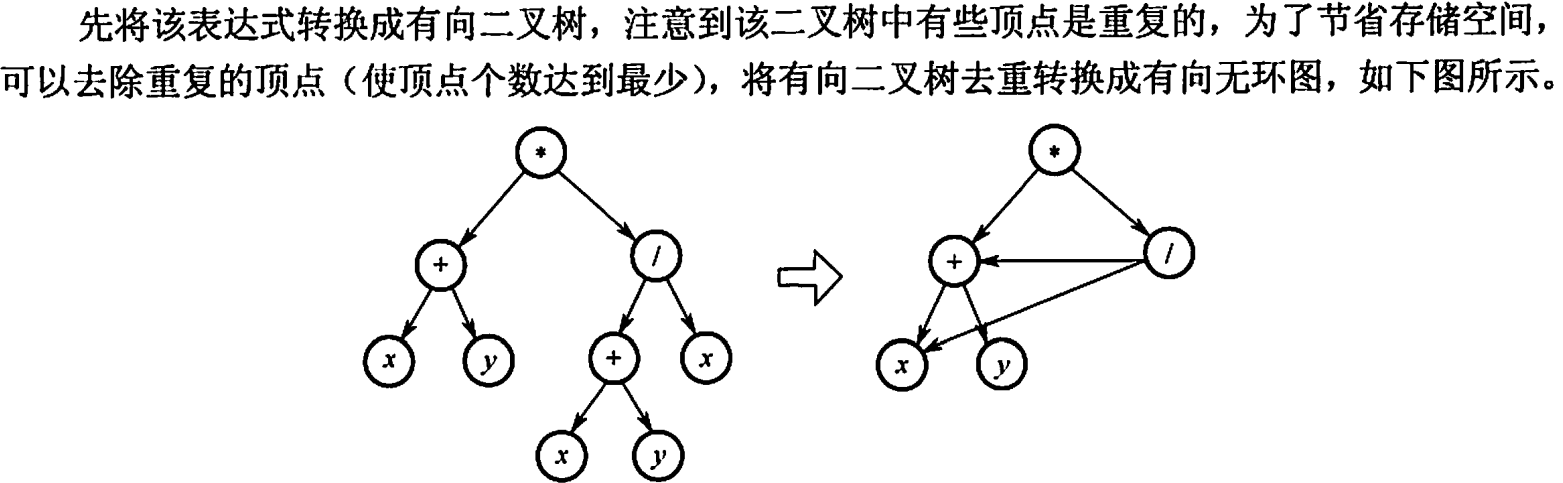 先将该表达式转换成有向二叉树，注意到该二叉树中有些顶点是重复的，为了节省存储空间，
可以去除重复的顶点（使顶点个数达到最少），将有向二叉树去重转换成有向无环图，如下图所示。
* *
+ / + /
x y + x x y
x y